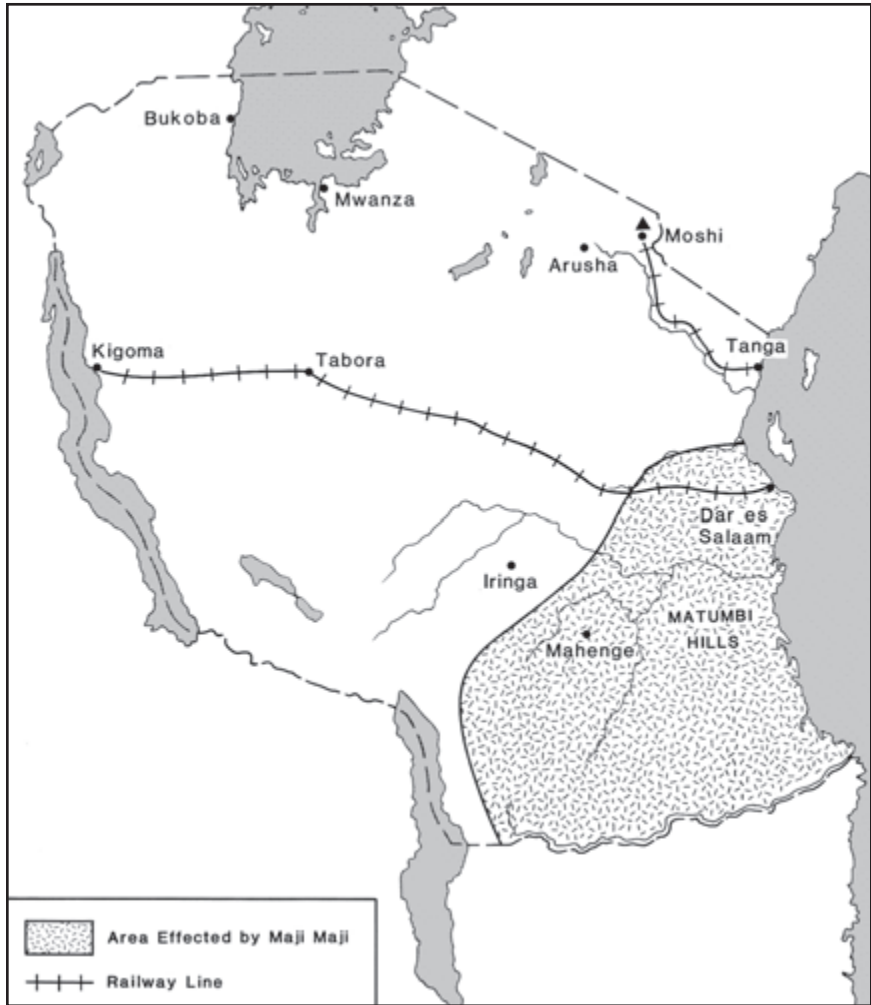 Bukoba
Mwanza
Moshi
Arusha
Tanga
Kigoma
Tabora
Dar es
Salaam
Iringa
MATUMBI
HILLS
Mahenge
Area Effected by Maji Maji
Railway Line